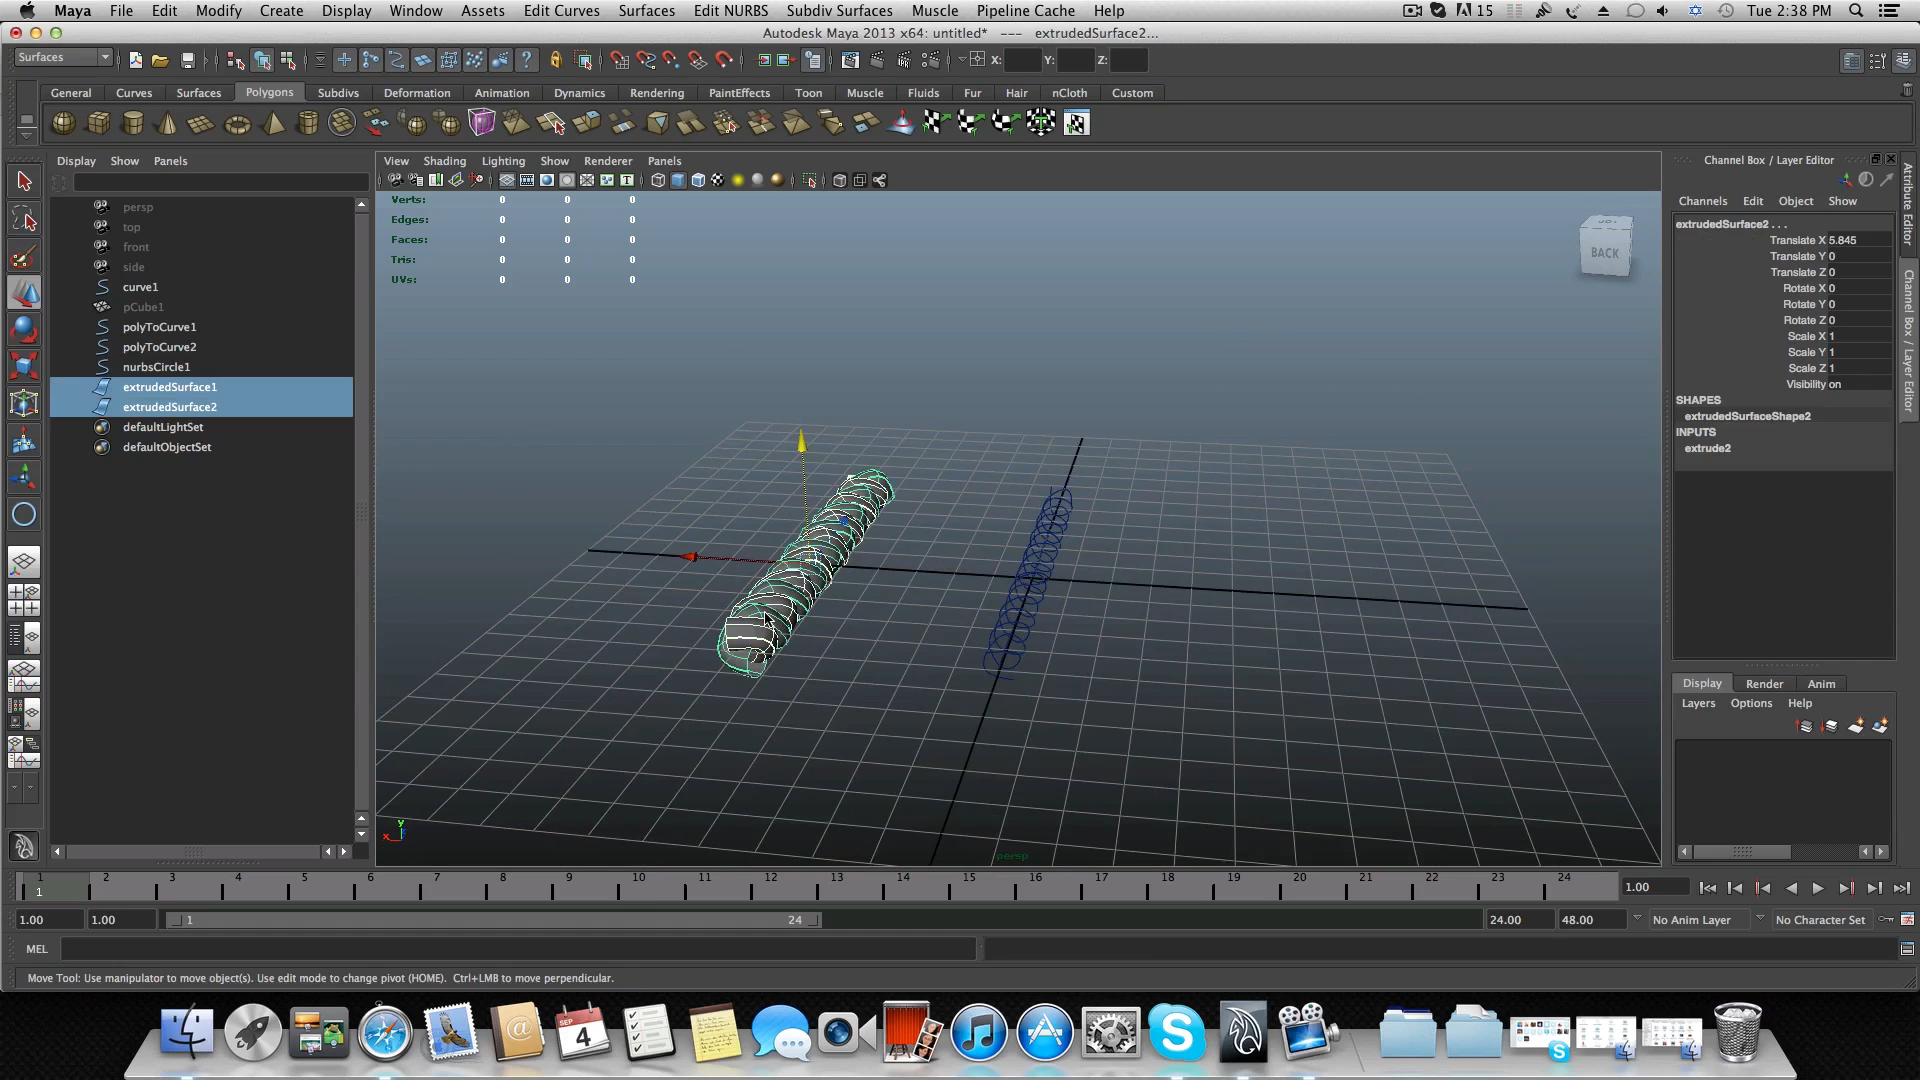 Maya File Edit Modify Create Display Window Assets Edit Curves Surfaces Edit NURBS Subdiv Surfaces Muscle Pipeline Cache Help 15 Tue 2:38 PM
Autodesk Maya 2013 x64: untitled* --- extrudedSurface2...
Surfaces X: Y: Z:
General Curves Surfaces Polygons Subdivs Deformation Animation Dynamics Rendering PaintEffects Toon Muscle Fluids Fur Hair nCloth Custom
Display Show Panels
View Shading Lighting Show Renderer Panels
Channel Box / Layer Editor
persp
top
front
side
curve1
pCube1
polyToCurve1
polyToCurve2
nurbsCircle1
extrudedSurface1
extrudedSurface2
defaultLightSet
defaultObjectSet
Verts: 0 0 0
Edges: 0 0 0
Faces: 0 0 0
Tris: 0 0 0
UVs: 0 0 0
BACK
y
x
persp
Channels Edit Object Show
extrudedSurface2 . . .
Translate X 5.845
Translate Y 0
Translate Z 0
Rotate X 0
Rotate Y 0
Rotate Z 0
Scale X 1
Scale Y 1
Scale Z 1
Visibility on
SHAPES
extrudedSurfaceShape2
INPUTS
extrude2
Attribute Editor
Channel Box / Layer Editor
Display Render Anim
Layers Options Help
1 2 3 4 5 6 7 8 9 10 11 12 13 14 15 16 17 18 19 20 21 22 23 24
1 1.00
1.00 1.00 1 24 24.00 48.00 No Anim Layer No Character Set
MEL
Move Tool: Use manipulator to move object(s). Use edit mode to change pivot (HOME). Ctrl+LMB to move perpendicular.
SEP
4